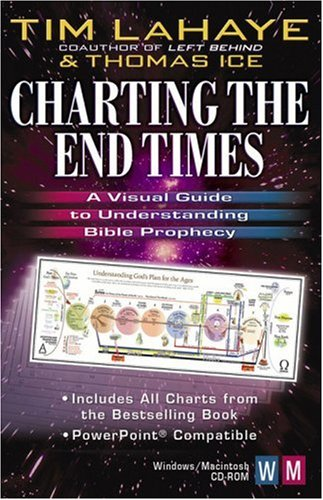 TIM LAHAYE
COAUTHOR OF LEFT BEHIND
& THOMAS ICE
CHARTING THE
END TIMES
A Visual Guide
to Understanding
Bible Prophecy
Understanding God's Plan for the Ages
A
Ω
•Includes All Charts from
the Bestselling Book
•PowerPoint® Compatible
Windows/Macintosh
CD-ROM
W M